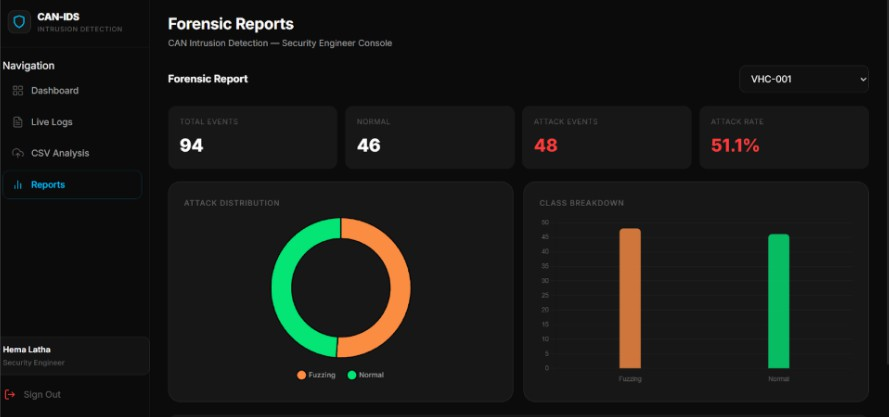 CAN-IDS
INTRUSION DETECTION
Navigation
Dashboard
Live Logs
CSV Analysis
Reports
Hema Latha
Security Engineer
Sign Out
Forensic Reports
CAN Intrusion Detection — Security Engineer Console
Forensic Report
VHC-001
TOTAL EVENTS
94
NORMAL
46
ATTACK EVENTS
48
ATTACK RATE
51.1%
ATTACK DISTRIBUTION
Fuzzing Normal
CLASS BREAKDOWN
50
45
40
35
30
25
20
15
10
5
0
Fuzzing Normal